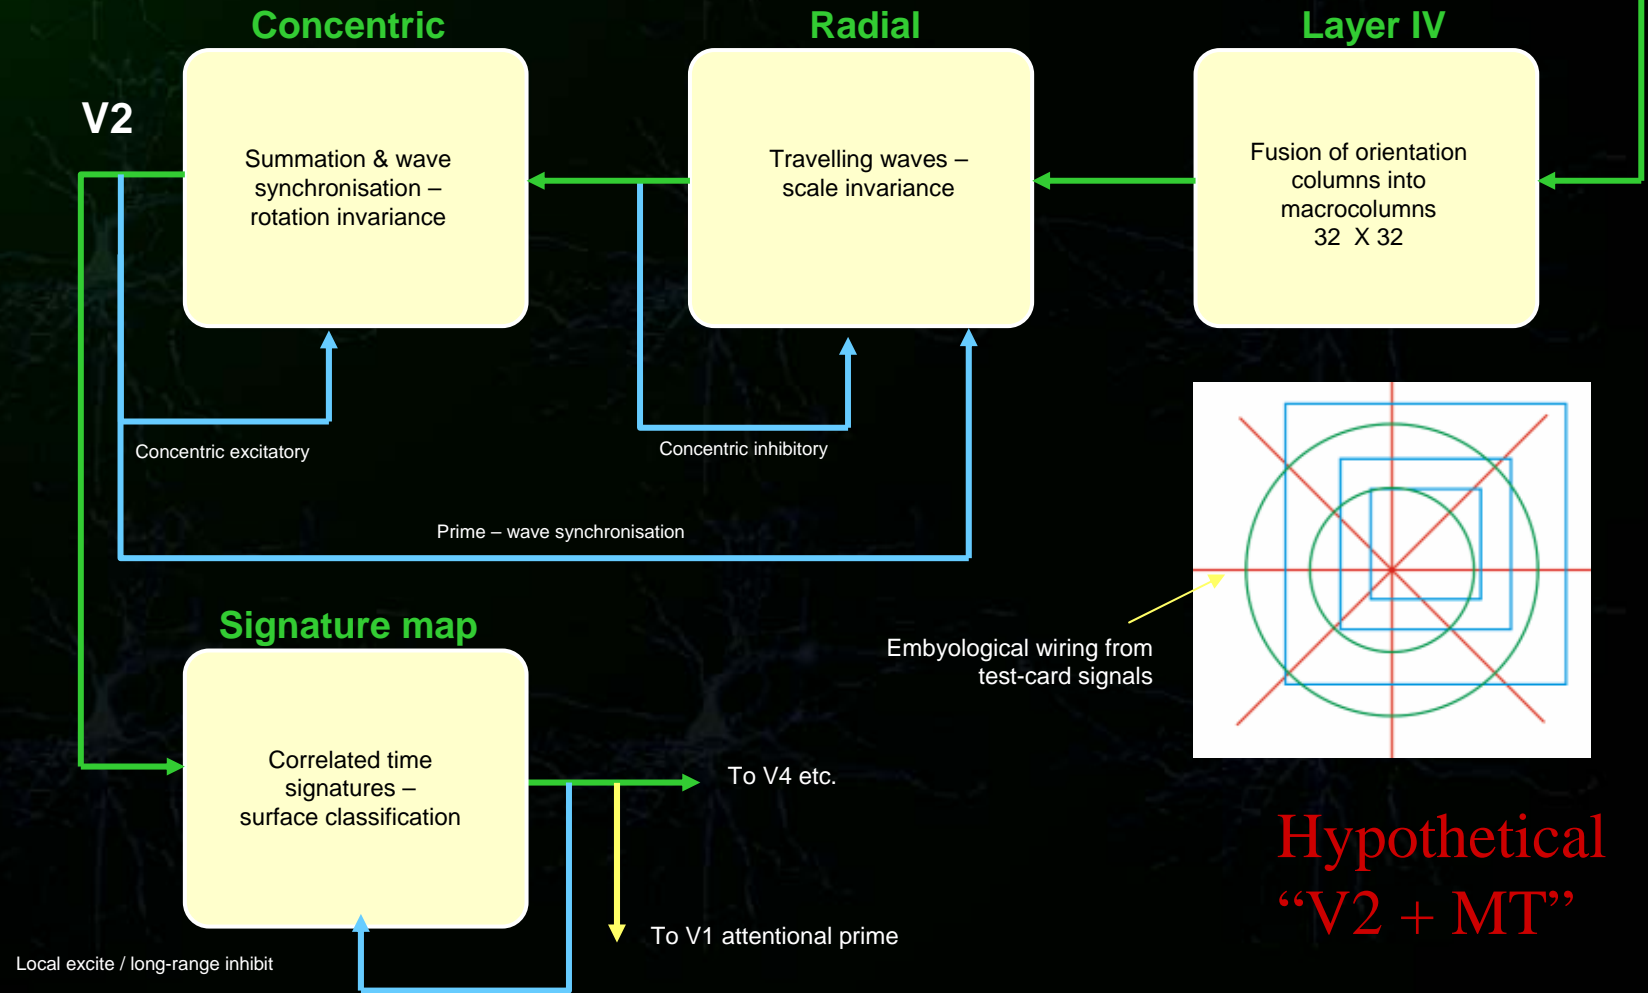 Concentric
Radial
Layer IV
V2
Summation & wave
synchronisation –
rotation invariance
Travelling waves –
scale invariance
Fusion of orientation
columns into
macrocolumns
32 X 32
Concentric excitatory
Concentric inhibitory
Prime – wave synchronisation
Signature map
Embyological wiring from
test-card signals
Correlated time
signatures –
surface classification
To V4 etc.
To V1 attentional prime
Local excite / long-range inhibit
Hypothetical
“V2 + MT”